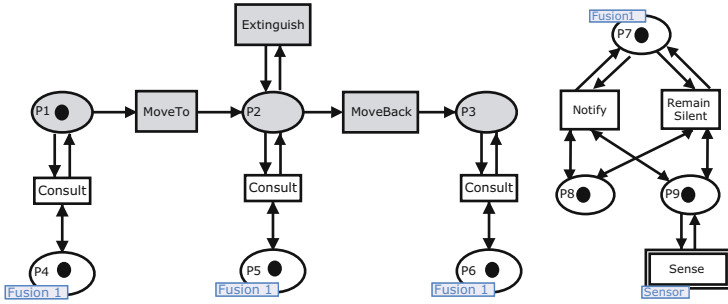 Extinguish
Fusion1
P7
P1
MoveTo
P2
MoveBack
P3
Notify
Remain
Silent
Consult
Consult
Consult
P8
P9
P4
Fusion 1
P5
Fusion 1
P6
Fusion 1
Sense
Sensor